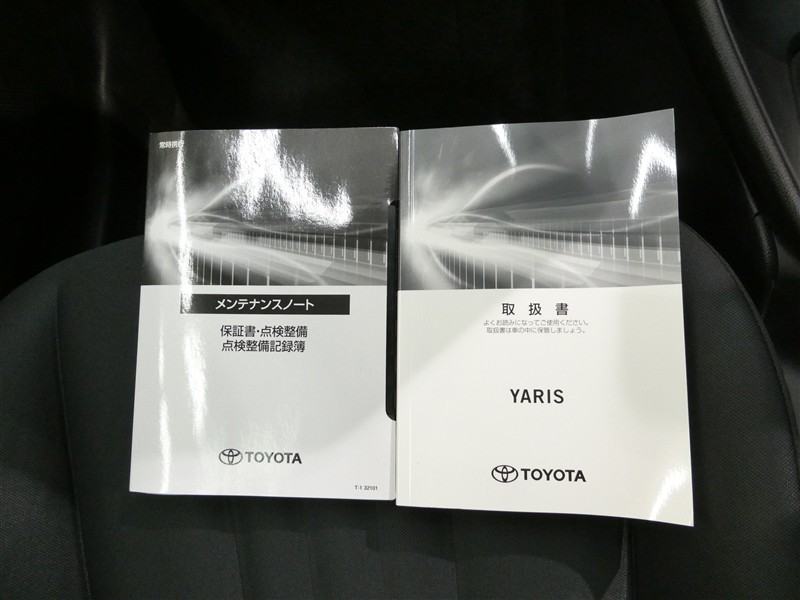 常時携行
メンテナンスノート
保証書・点検整備
点検整備記録簿
TOYOTA
取扱書
よくお読みになってご使用ください。
取扱書は車の中に保管しましょう。
YARIS
TOYOTA